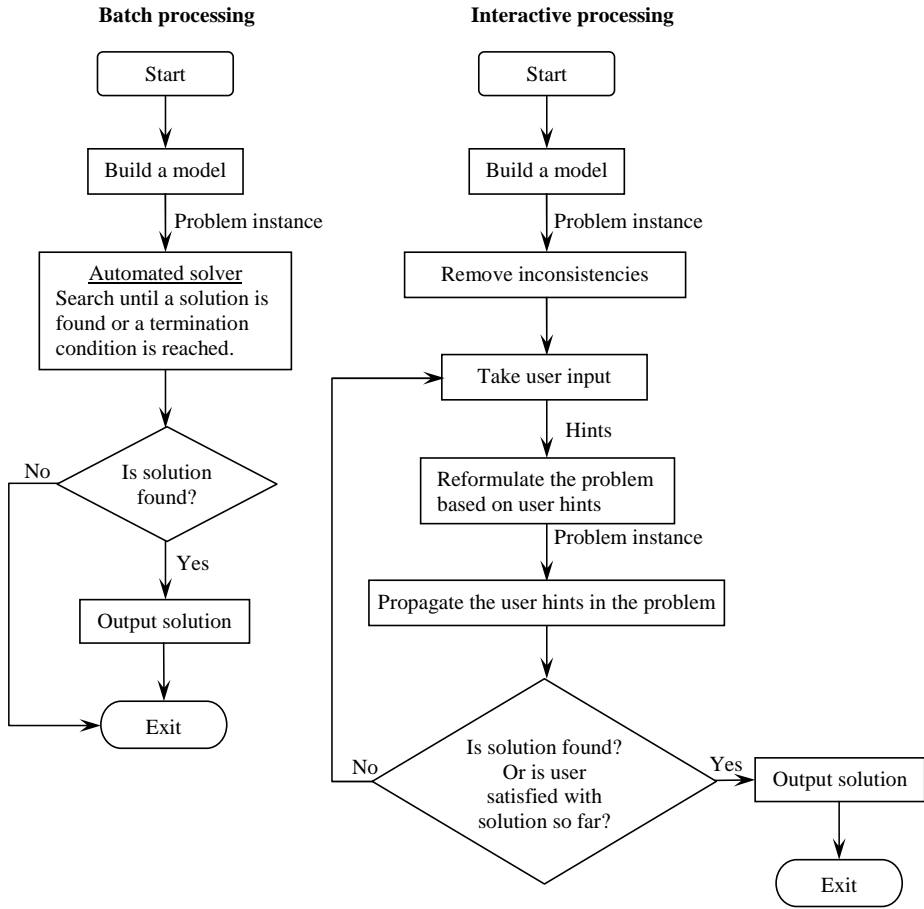 Batch processing
Start
Build a model
Problem instance
Automated solver
Search until a solution is
found or a termination
condition is reached.
No
Is solution
found?
Yes
Output solution
Exit
Interactive processing
Start
Build a model
Problem instance
Remove inconsistencies
Take user input
Hints
Reformulate the problem
based on user hints
Problem instance
Propagate the user hints in the problem
No
Is solution found?
Or is user
satisfied with
solution so far?
Yes
Output solution
Exit